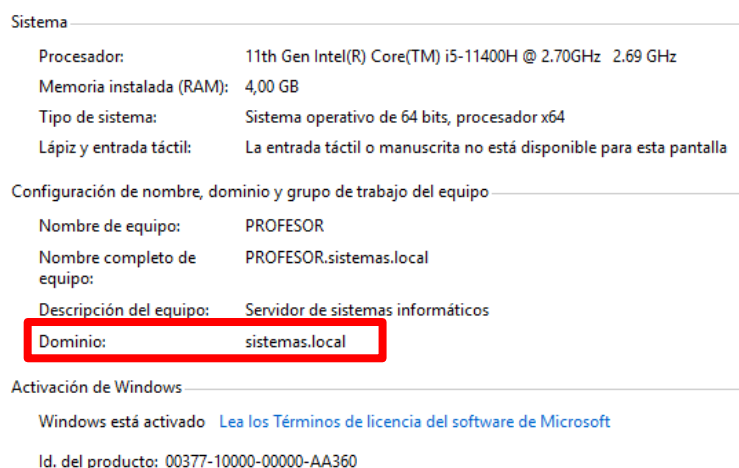 Sistema
Procesador: 11th Gen Intel(R) Core(TM) i5-11400H @ 2.70GHz 2.69 GHz
Memoria instalada (RAM): 4,00 GB
Tipo de sistema: Sistema operativo de 64 bits, procesador x64
Lápiz y entrada táctil: La entrada táctil o manuscrita no está disponible para esta pantalla
Configuración de nombre, dominio y grupo de trabajo del equipo
Nombre de equipo: PROFESOR
Nombre completo de PROFESOR.sistemas.local
equipo:
Descripción del equipo: Servidor de sistemas informáticos
Dominio: sistemas.local
Activación de Windows
Windows está activado Lea los Términos de licencia del software de Microsoft
Id. del producto: 00377-10000-00000-AA360